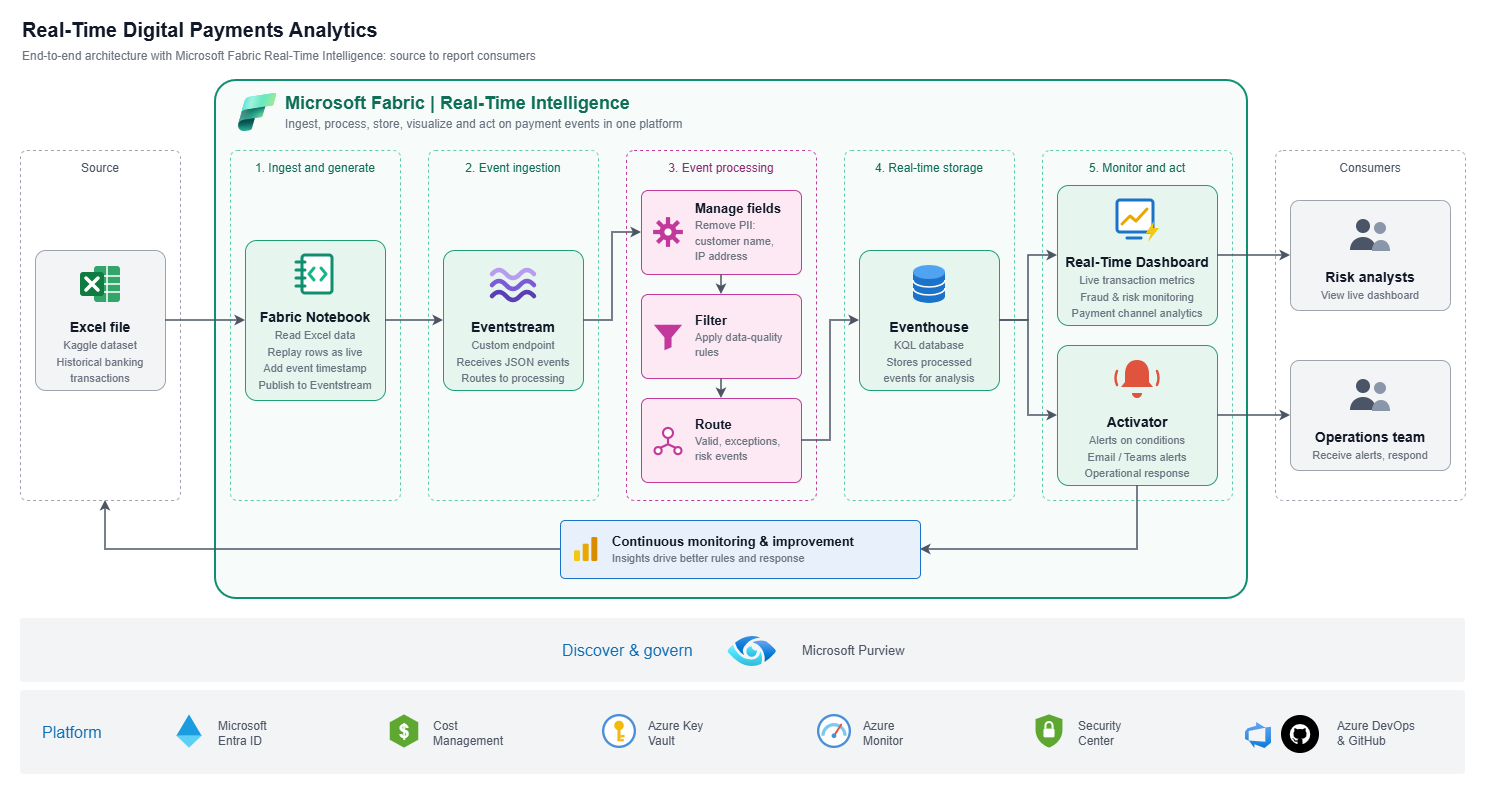 Real-Time Digital Payments Analytics
End-to-end architecture with Microsoft Fabric Real-Time Intelligence: source to report consumers
Microsoft Fabric | Real-Time Intelligence
Ingest, process, store, visualize and act on payment events in one platform
Source
Excel file
Kaggle dataset
Historical banking
transactions
1. Ingest and generate
Fabric Notebook
Read Excel data
Replay rows as live
Add event timestamp
Publish to Eventstream
2. Event ingestion
Eventstream
Custom endpoint
Receives JSON events
Routes to processing
3. Event processing
Manage fields
Remove PII:
customer name,
IP address
Filter
Apply data-quality
rules
Route
Valid, exceptions,
risk events
4. Real-time storage
Eventhouse
KQL database
Stores processed
events for analysis
5. Monitor and act
Real-Time Dashboard
Live transaction metrics
Fraud & risk monitoring
Payment channel analytics
Activator
Alerts on conditions
Email / Teams alerts
Operational response
Consumers
Risk analysts
View live dashboard
Operations team
Receive alerts, respond
Continuous monitoring & improvement
Insights drive better rules and response
Discover & govern
Microsoft Purview
Platform
Microsoft
Entra ID
$
Cost
Management
Azure Key
Vault
Azure
Monitor
Security
Center
Azure DevOps
& GitHub